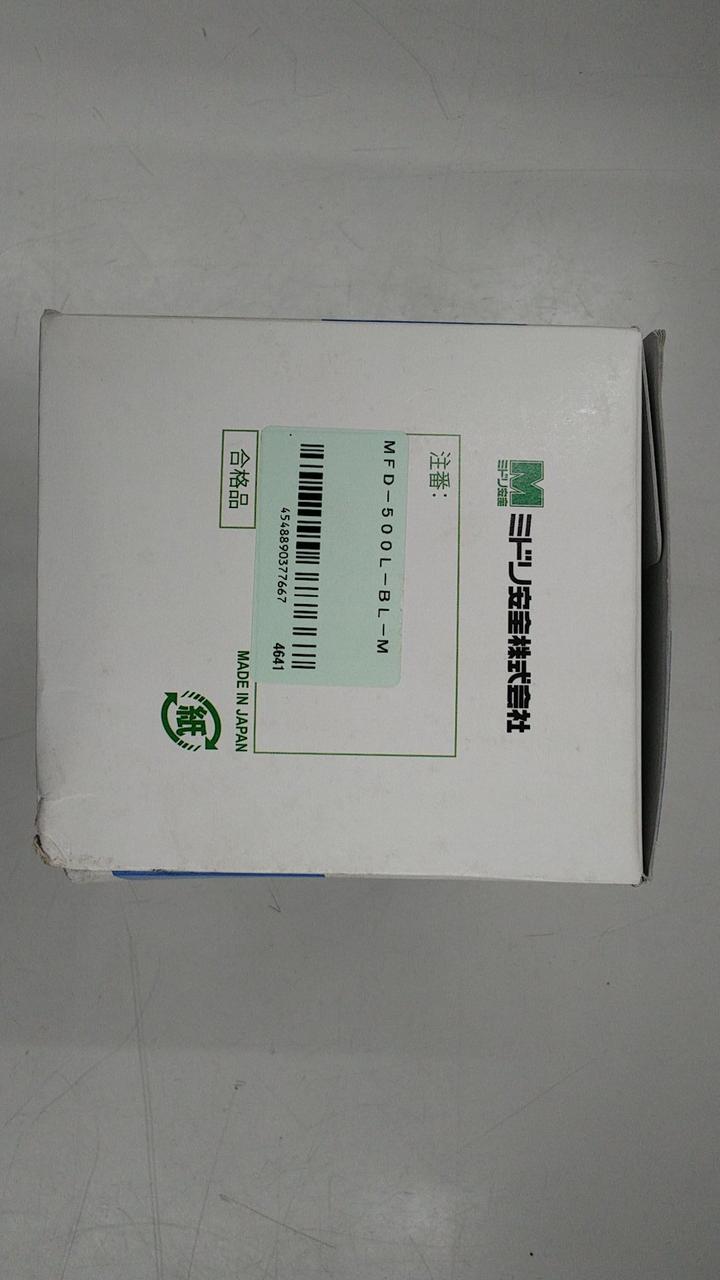 ミドリ安全
ミドリ安全株式会社
注番:
MFD-500L-BL-M
4548890377667
4641
合格品
MADE IN JAPAN
紙